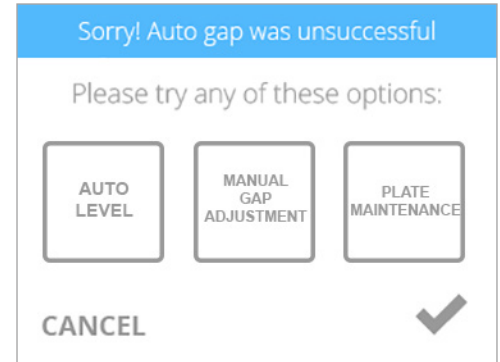 Sorry! Auto gap was unsuccessful
Please try any of these options:
AUTO
LEVEL
MANUAL
GAP
ADJUSTMENT
PLATE
MAINTENANCE
CANCEL